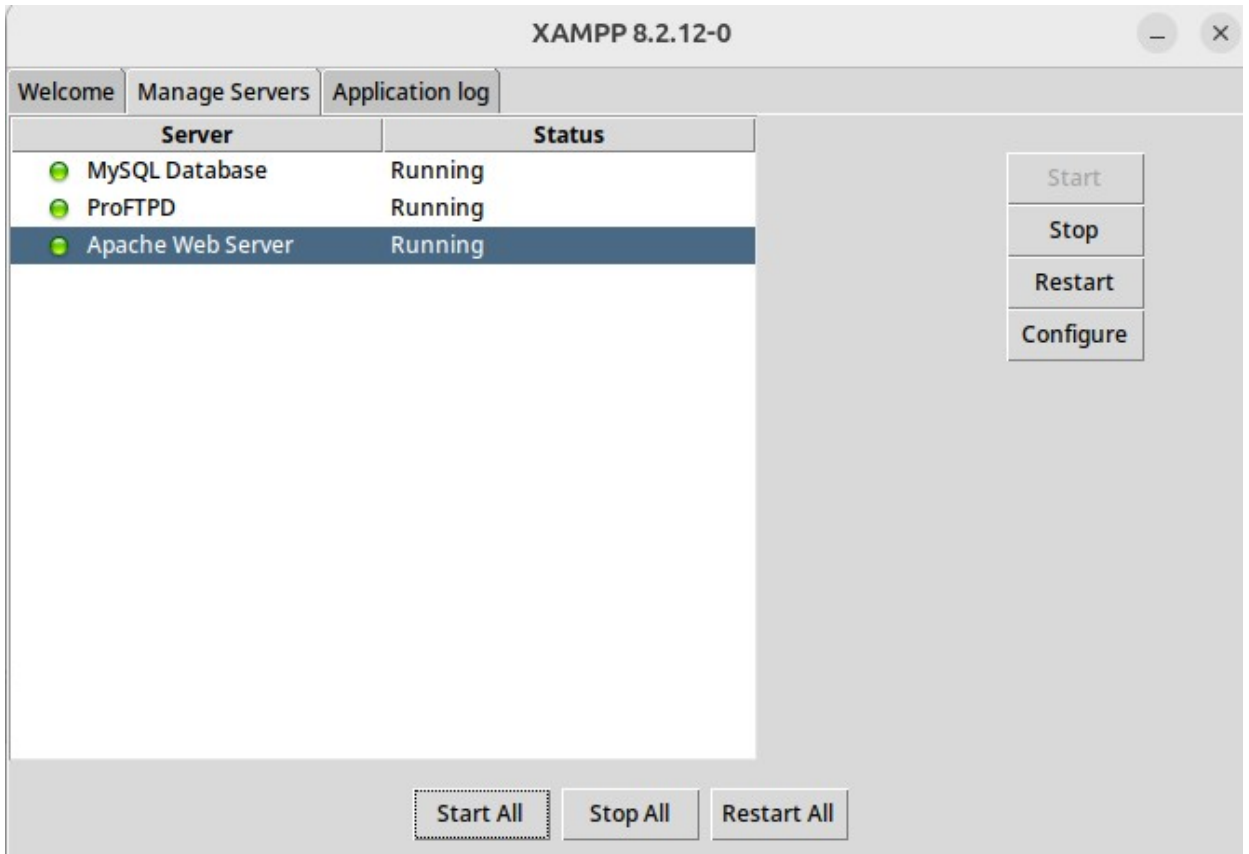 XAMPP 8.2.12-0
Welcome Manage Servers Application log
Server Status
MySQL Database Running
ProFTPD Running
Apache Web Server Running
Start
Stop
Restart
Configure
Start All Stop All Restart All